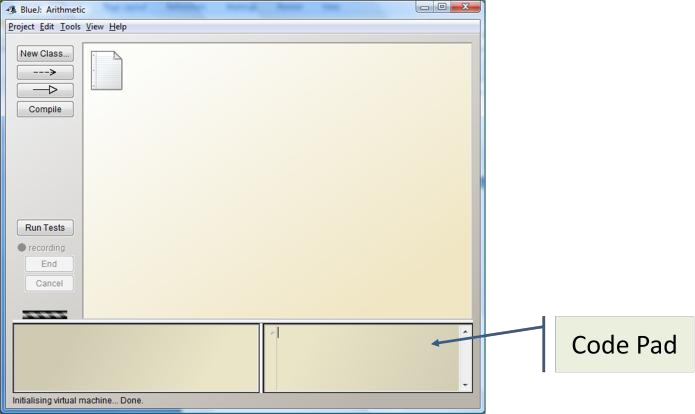 BlueJ: Arithmetic
Project Edit Tools View Help
New Class...
Compile
Run Tests
recording
End
Cancel
Code Pad
Initialising virtual machine... Done.